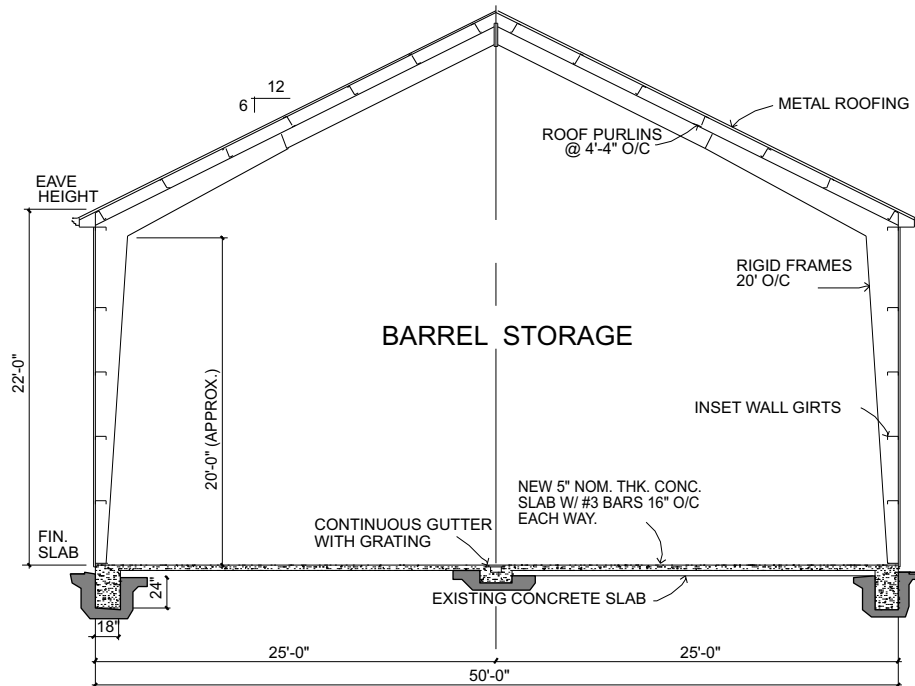 12
6
METAL ROOFING
ROOF PURLINS
@ 4'-4" O/C
EAVE
HEIGHT
RIGID FRAMES
20' O/C
BARREL STORAGE
22'-0"
20'-0" (APPROX.)
INSET WALL GIRTS
NEW 5" NOM. THK. CONC.
SLAB W/ #3 BARS 16" O/C
EACH WAY.
CONTINUOUS GUTTER
WITH GRATING
FIN.
SLAB
24"
EXISTING CONCRETE SLAB
18"
25'-0"
25'-0"
50'-0"